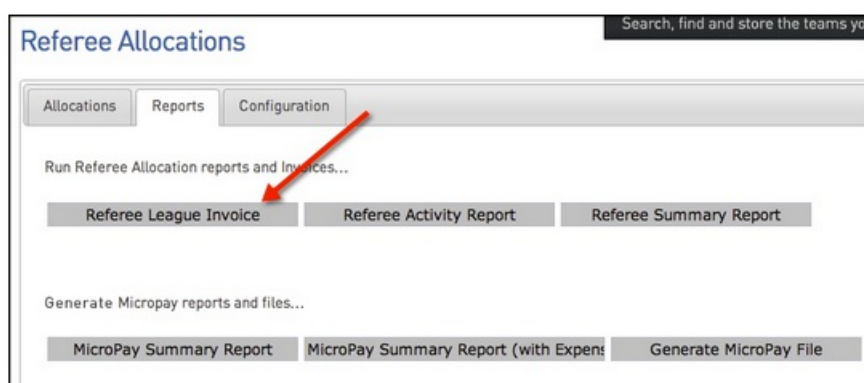 Search, find and store the teams yo
Referee Allocations
Allocations Reports Configuration
Run Referee Allocation reports and Invoices...
Referee League Invoice Referee Activity Report Referee Summary Report
Generate Micropay reports and files...
MicroPay Summary Report MicroPay Summary Report (with Expens Generate MicroPay File